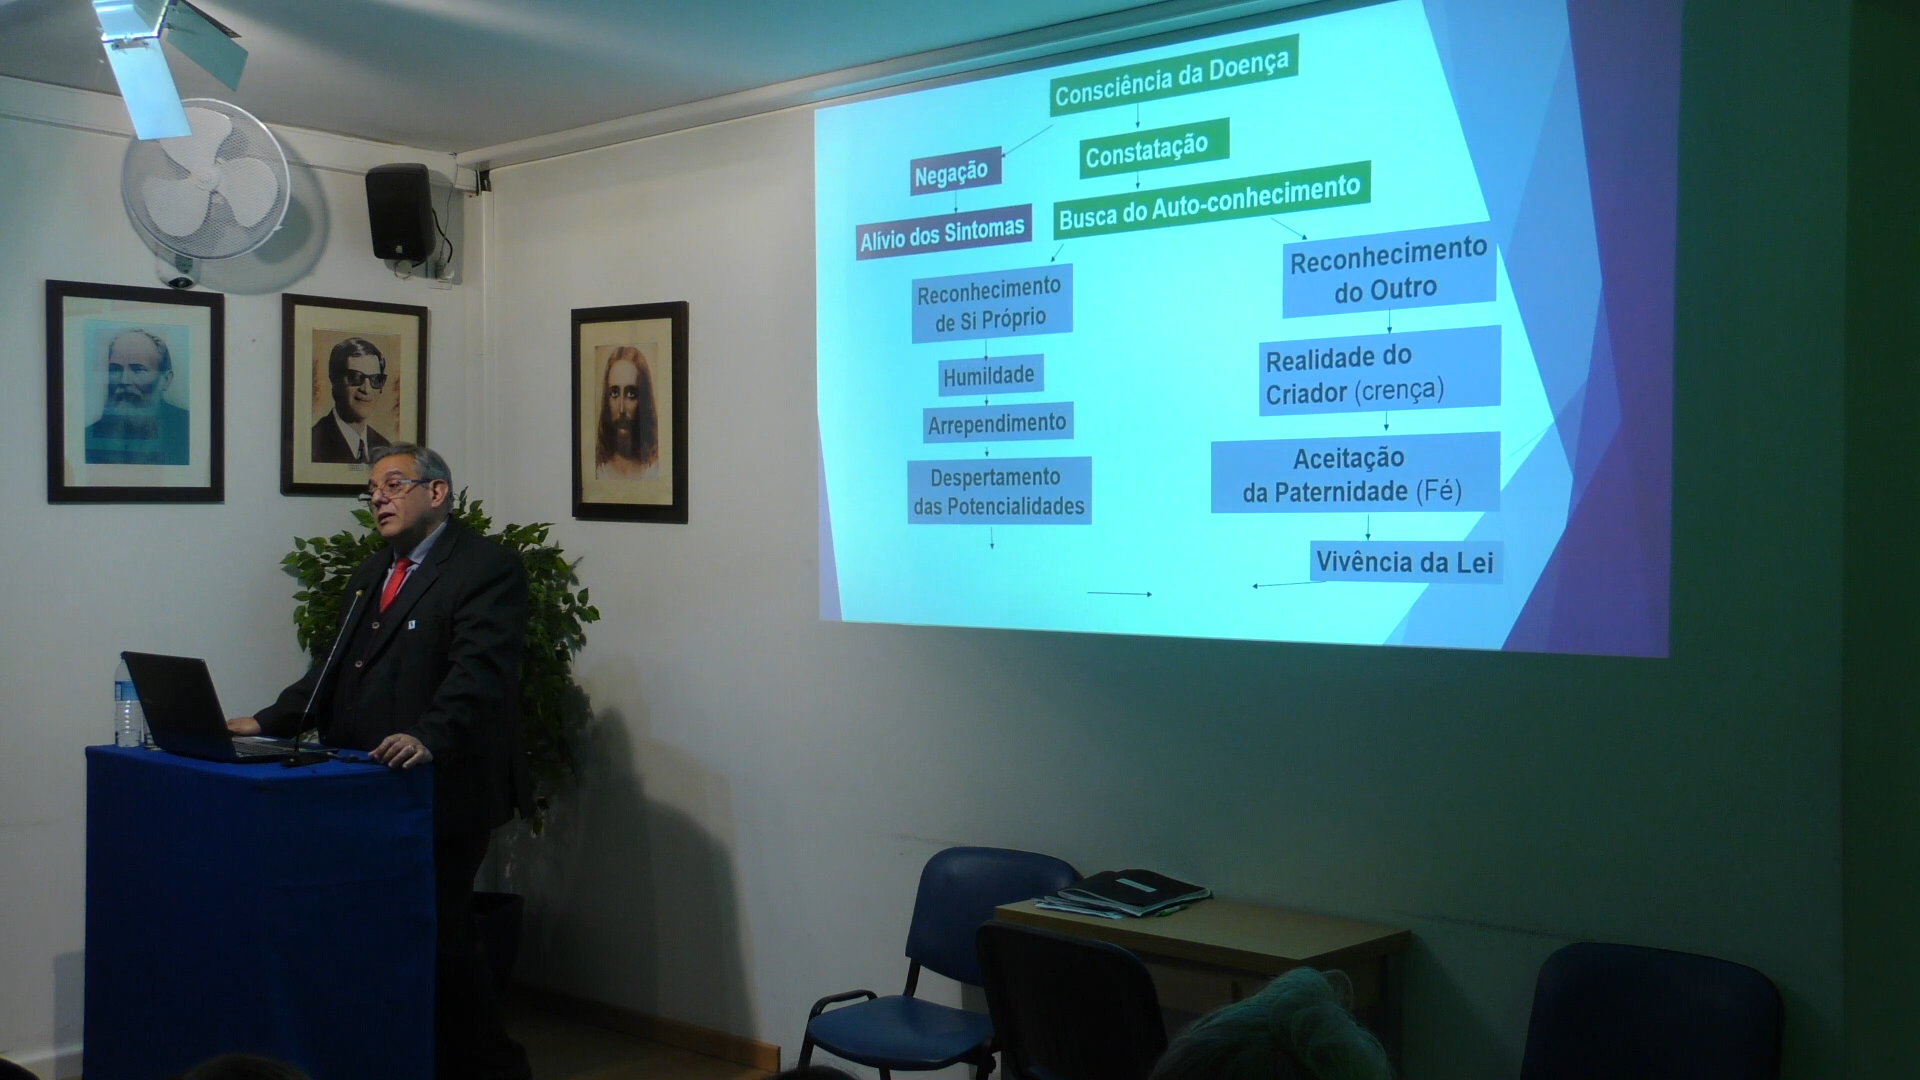 Consciência da Doença
Constatação
Negação
Busca do Auto-conhecimento
Alívio dos Sintomas
Reconhecimento
de Si Próprio
Humildade
Arrependimento
Despertamento
das Potencialidades
Reconhecimento
do Outro
Realidade do
Criador (crença)
Aceitação
da Paternidade (Fé)
Vivência da Lei